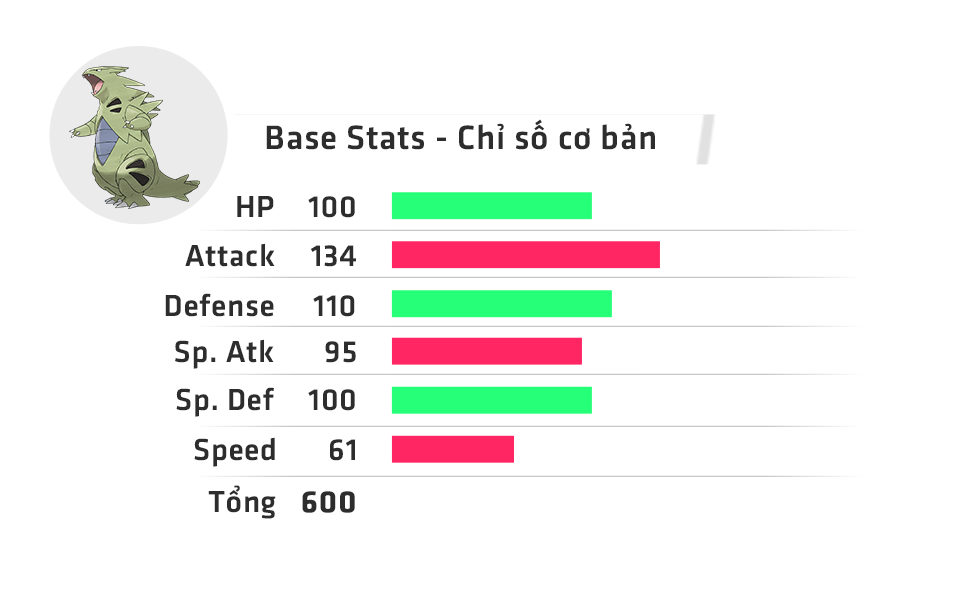 Base Stats - Chỉ số cơ bản
HP 100
Attack 134
Defense 110
Sp. Atk 95
Sp. Def 100
Speed 61
Tổng 600